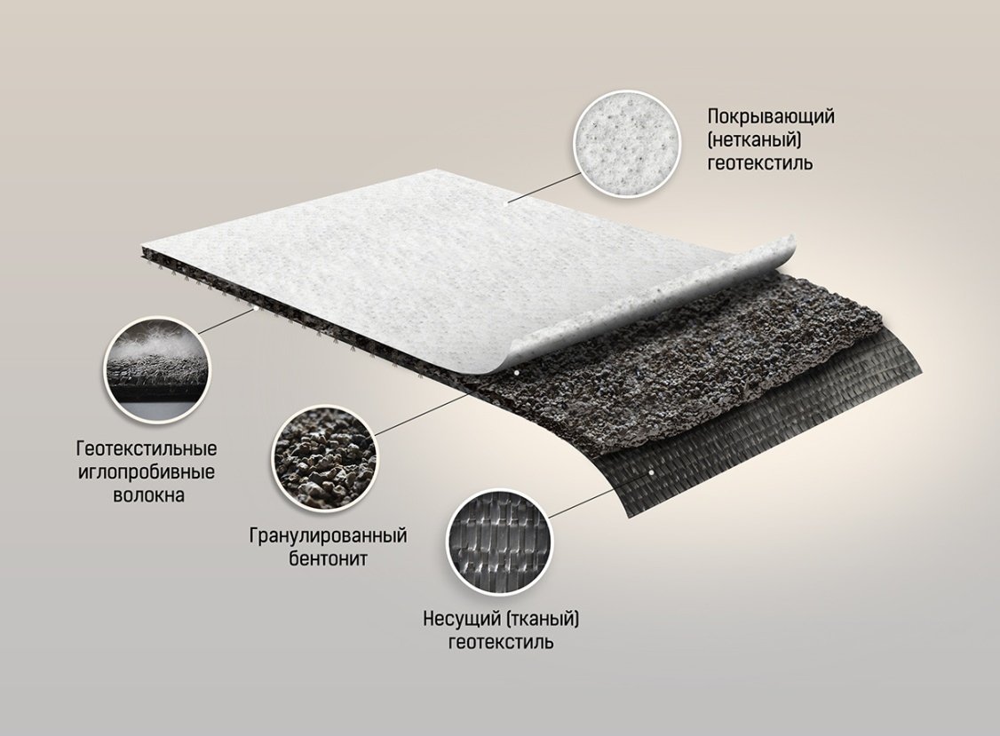 Покрывающий
(нетканый)
геотекстиль
Геотекстильные
иглопробивные
волокна
Гранулированный
бентонит
Несущий (тканый)
геотекстиль